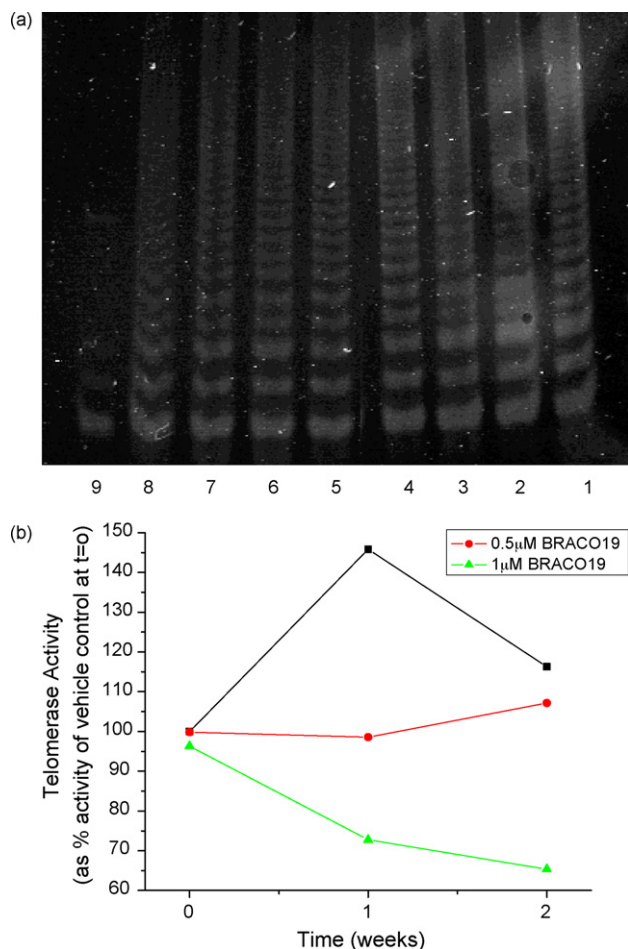 (a)
9 8 7 6 5 4 3 2 1
(b)
150
140
130
120
110
100
90
80
70
60
0 1 2
Telomerase Activity
(as % activity of vehicle control at t=o)
Time (weeks)
0.5μM BRACO19
1μM BRACO19